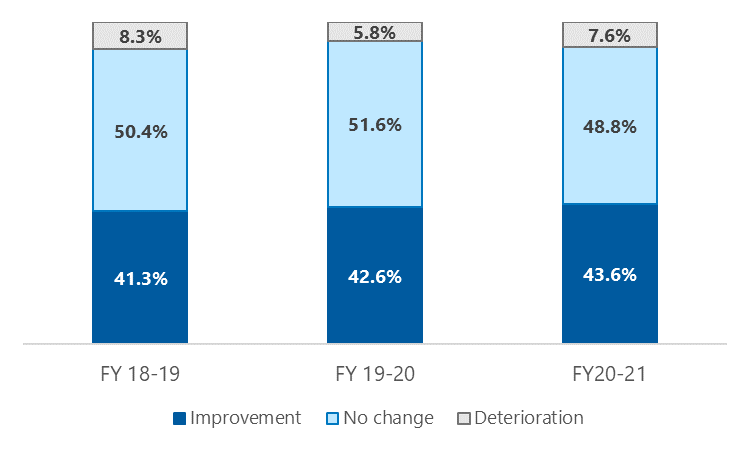 8.3% 5.8% 7.6%
50.4% 51.6% 48.8%
41.3% 42.6% 43.6%
FY 18-19 FY 19-20 FY20-21
Improvement No change Deterioration